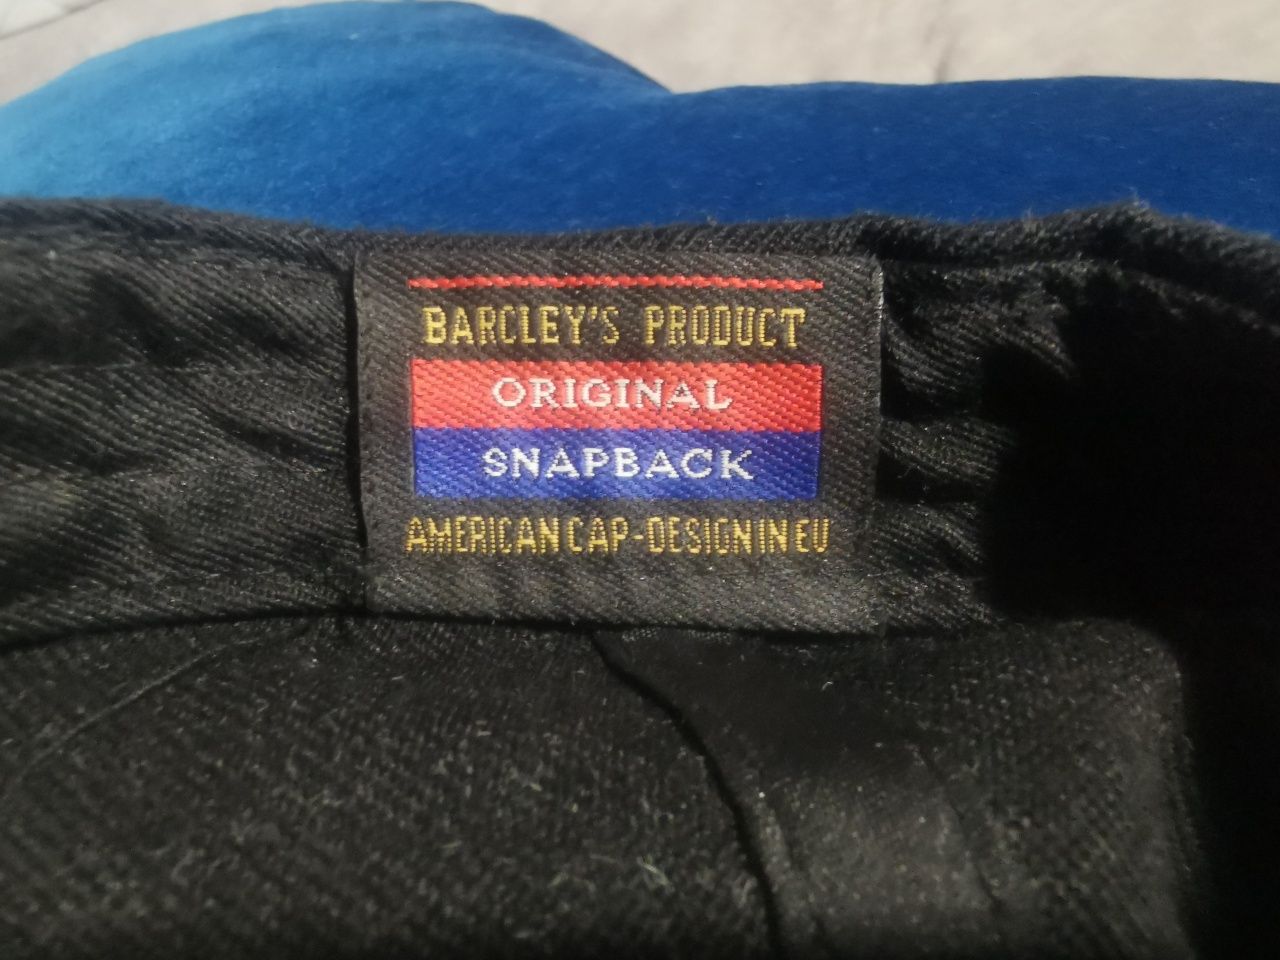 BARCLEY'S PRODUCT
ORIGINAL
SNAPBACK
AMERICAN CAP-DESIGN IN EU